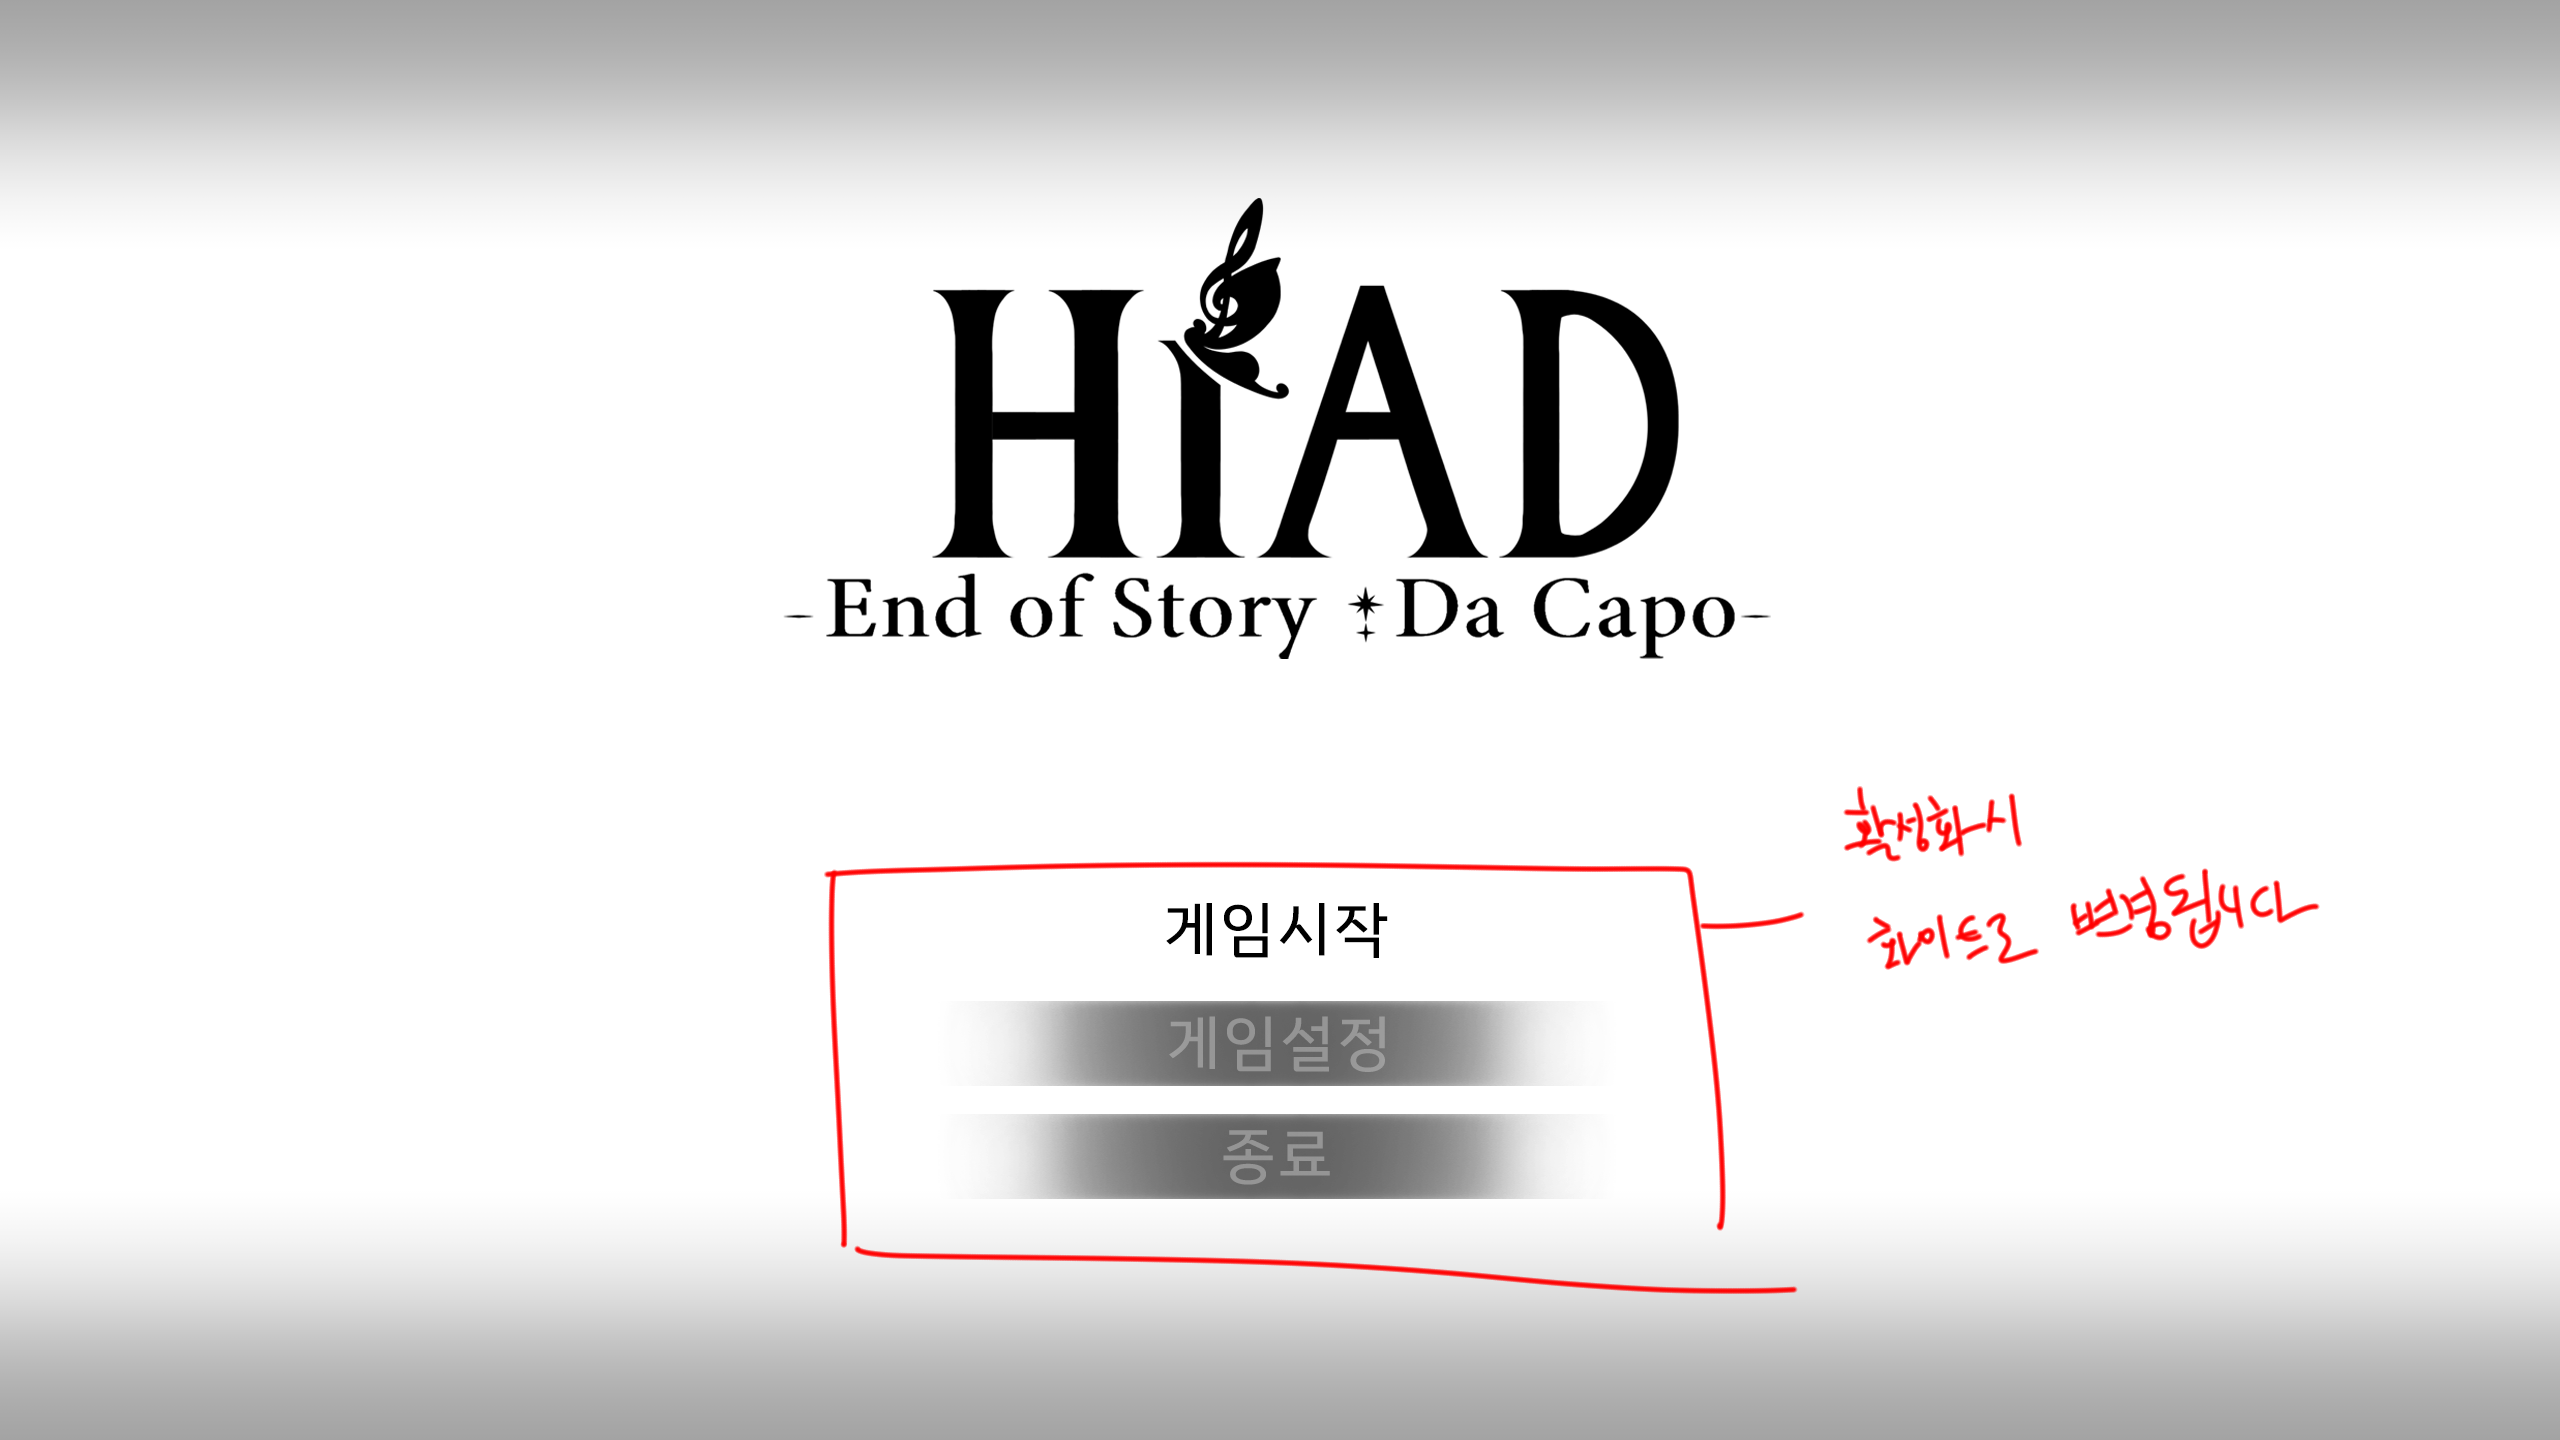 HiAD
-End of Story Da Capo-
활성화시
화이트로 변경됩니다
게임시작
게임설정
종료